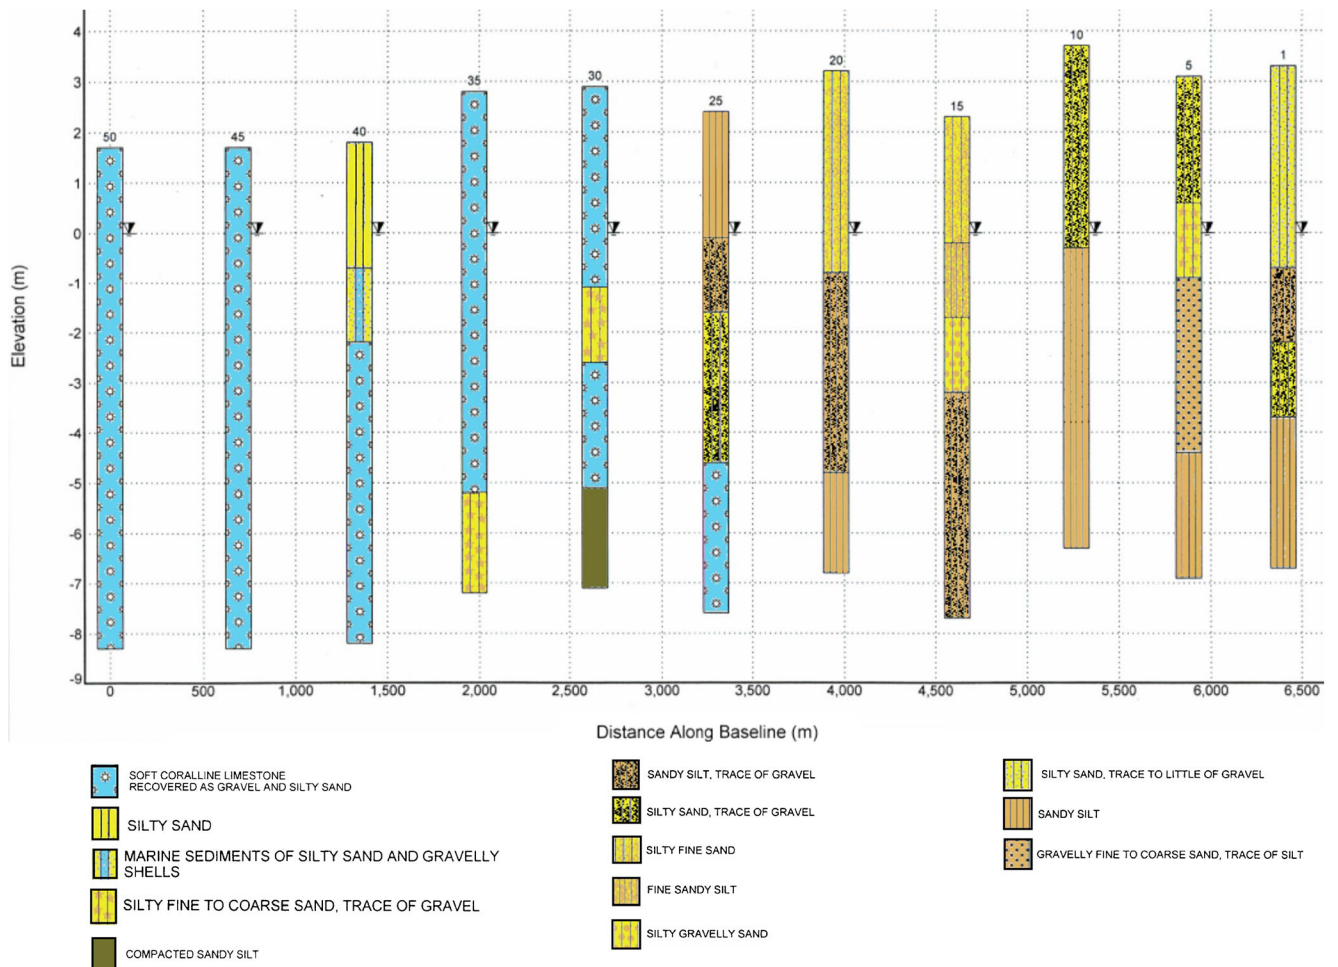 4
3
2
1
0
-1
-2
-3
-4
-5
-6
-7
-8
-9
Elevation (m)
50
45
40
35
30
25
20
15
10
5
1
0
500
1,000
1,500
2,000
2,500
3,000
3,500
4,000
4,500
5,000
5,500
6,000
6,500
Distance Along Baseline (m)
SOFT CORALLINE LIMESTONE
RECOVERED AS GRAVEL AND SILTY SAND
SILTY SAND
MARINE SEDIMENTS OF SILTY SAND AND GRAVELLY
SHELLS
SILTY FINE TO COARSE SAND, TRACE OF GRAVEL
COMPACTED SANDY SILT
SANDY SILT, TRACE OF GRAVEL
SILTY SAND, TRACE OF GRAVEL
SILTY FINE SAND
FINE SANDY SILT
SILTY GRAVELLY SAND
SILTY SAND, TRACE TO LITTLE OF GRAVEL
SANDY SILT
GRAVELLY FINE TO COARSE SAND, TRACE OF SILT